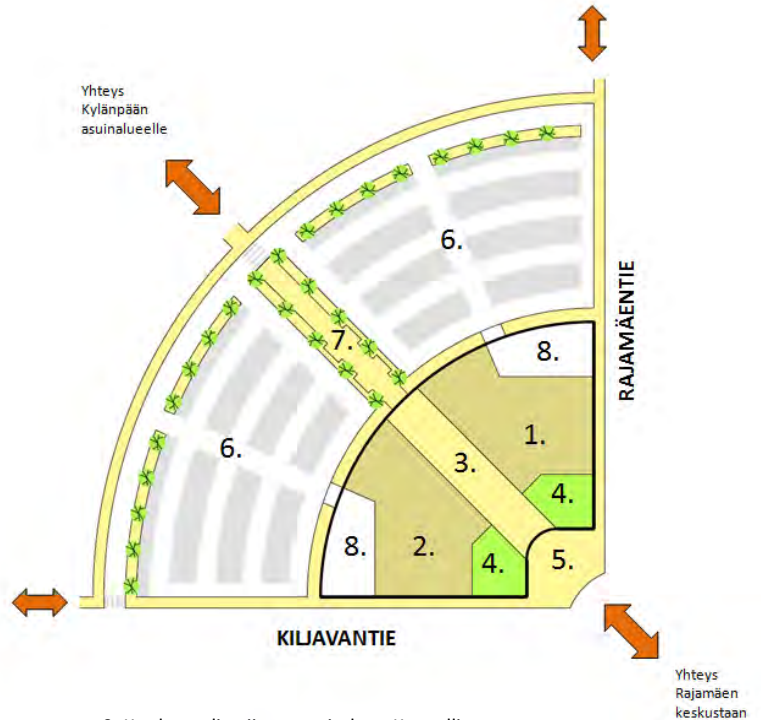 Yhteys
Kylänpään
asuinalueelle
6.
RAJAMÄENTIE
7.
8.
1.
3.
6.
4.
8.
2.
4.
5.
KILJAVANTIE
Yhteys
Rajamäen
keskustaan